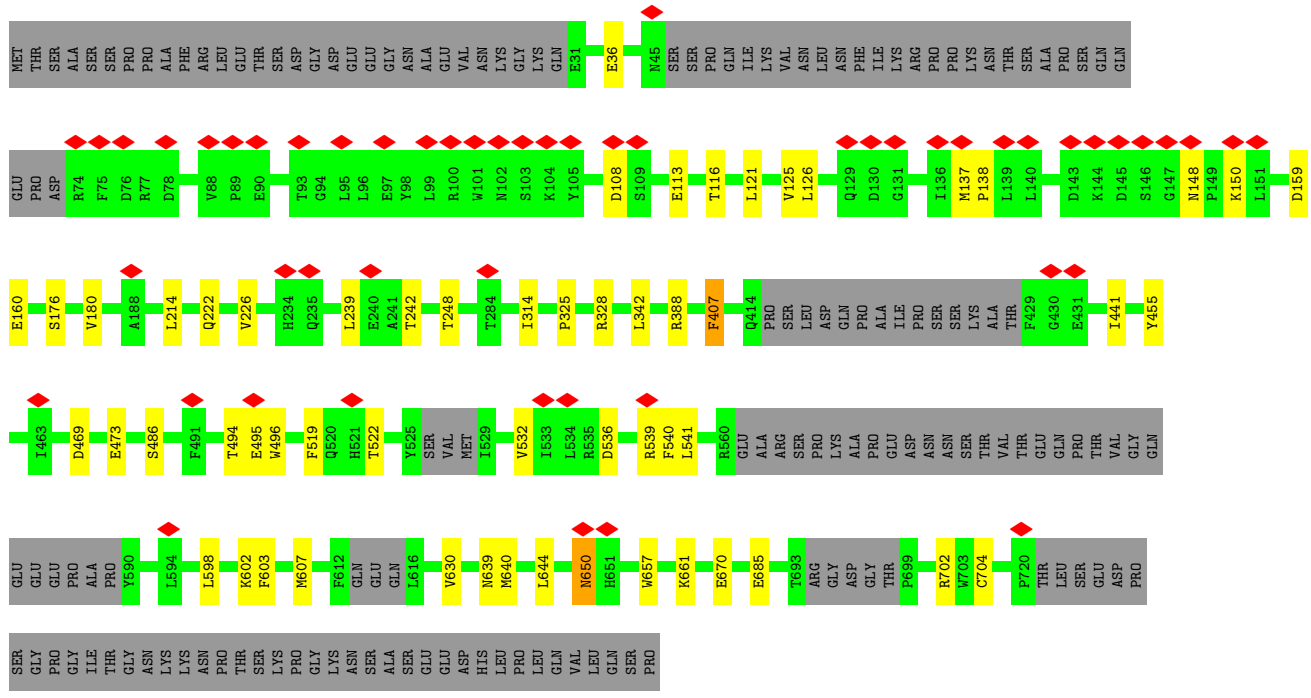 MET THR SER ALA SER SER PRO PRO ALA PHE ARG LEU GLU THR SER ASP GLY ASP GLU GLU GLY ASN ALA GLU VAL ASN LYS GLY LYS GLN E31 E36 N45 SER SER PRO GLN ILE LYS VAL ASN LEU ASN PHE ILE LYS ARG PRO PRO LYS ASN THR SER ALA PRO SER GLN GLN
GLU PRO ASP R74 F75 D76 R77 D78 V88 P89 E90 T93 G94 L95 L96 E97 Y98 L99 R100 W101 N102 S103 K104 Y105 D108 S109 E113 T116 L121 V125 L126 Q129 D130 G131 I136 M137 P138 L139 L140 D143 K144 D145 S146 G147 N148 P149 K150 L151 D159
E160 S176 V180 A188 L214 Q222 V226 H234 Q235 L239 E240 A241 T242 T248 T284 I314 P325 R328 L342 R388 F407 Q414 PRO SER LEU ASP GLN PRO ALA ILE PRO SER SER LYS ALA THR F429 G430 E431 I441 Y455
I463 D469 E473 S486 F491 T494 E495 W496 F519 Q520 H521 T522 Y525 SER VAL MET I529 V532 I533 L534 R535 D536 R539 F540 L541 R560 GLU ALA ARG SER PRO LYS ALA PRO GLU ASP ASN ASN SER THR VAL THR GLU GLN PRO THR VAL GLY GLN
GLU GLU GLU PRO ALA PRO Y590 L594 L598 K602 F603 M607 F612 GLN GLU GLN L616 V630 N639 M640 L644 N650 H651 W657 K661 E670 E685 T693 ARG GLY ASP GLY THR P699 R702 W703 C704 P720 THR LEU SER GLU ASP PRO
SER GLY PRO GLY ILE THR GLY ASN LYS LYS ASN PRO THR SER LYS PRO GLY LYS ASN SER ALA SER GLU GLU ASP HIS LEU PRO LEU GLN VAL LEU GLN SER PRO